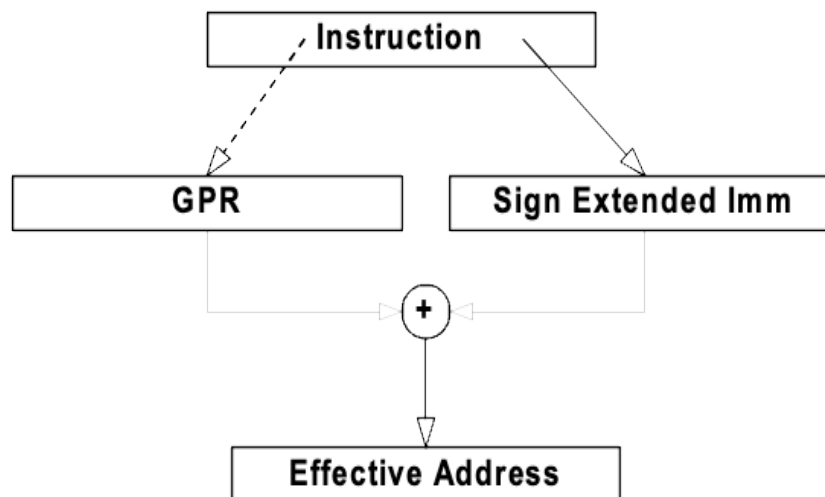 Instruction
GPR
Sign Extended Imm
+
Effective Address